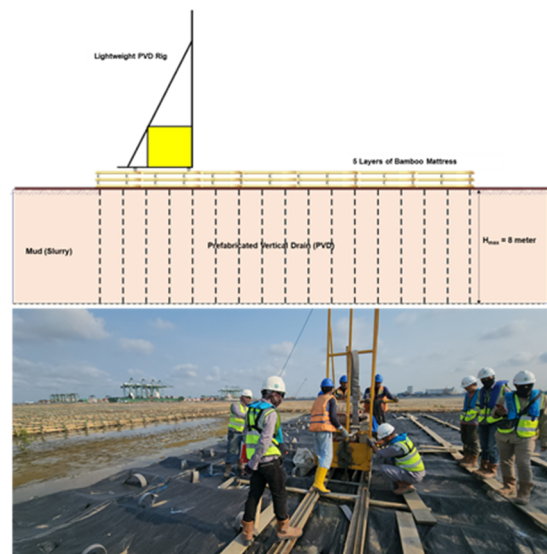 Lightweight PVD Rig
5 Layers of Bamboo Mattress
Mud (Slurry)
Prefabricated Vertical Drain (PVD)
Hmax = 8 meter